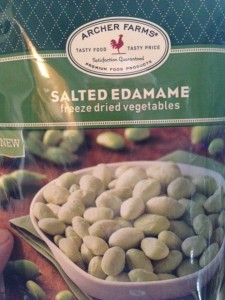 ARCHER FARMS®
TASTY FOOD TASTY PRICE
Satisfaction Guaranteed
PREMIUM FOOD PRODUCTS
SALTED EDAMAME
freeze dried vegetables
NEW